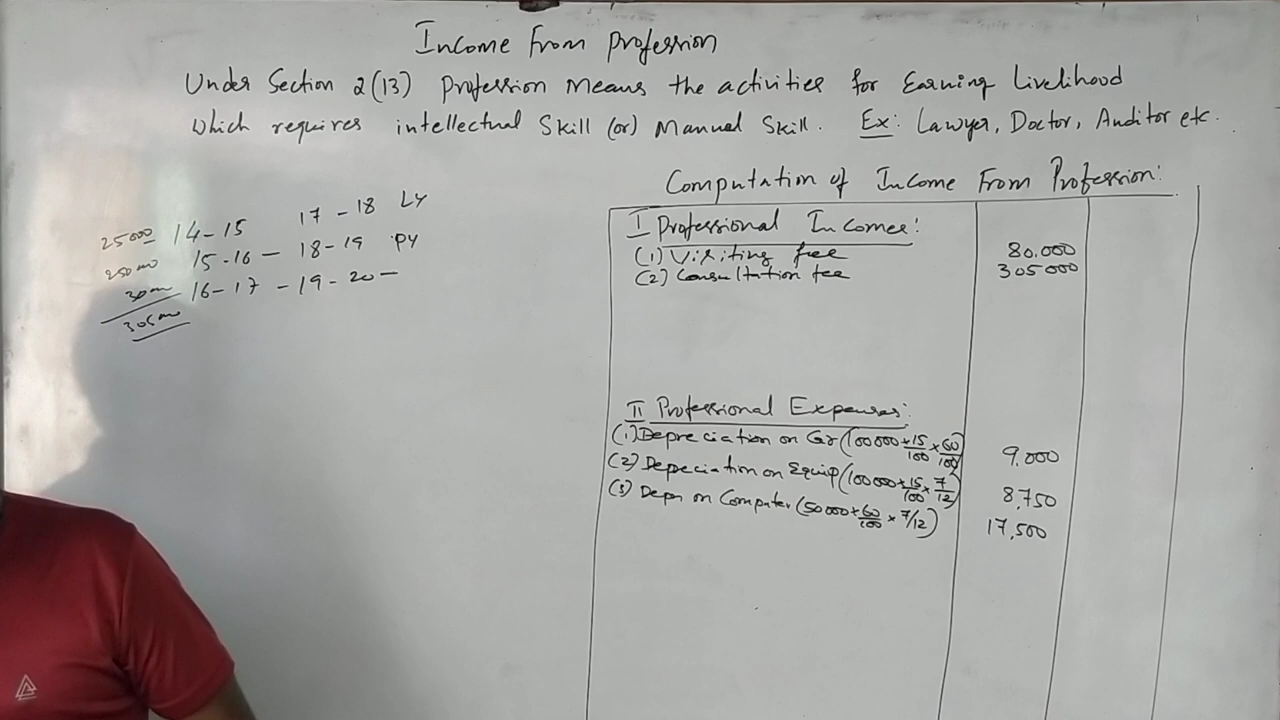 Income From Profession
Under Section 2(13) Profession Means the activities for Earning Livelihood
Which requires intellectual Skill (or) Manual Skill. Ex: Lawyer, Doctor, Auditor etc.
25000 14-15 17-18 LY
250000 15-16 - 18-19 PY
30000 16-17 - 19-20 -
305000
Computation of Income From Profession:
I Professional Incomes:
(1) Visiting fee 80,000
(2) Consultation fee 305000
II Professional Expenses:
(1) Depreciation on Car (100000 × 15/100 × 60/100) 9,000
(2) Depeciation on Equip (100000 × 15/100 × 7/12) 8,750
(3) Depn on Computer (50000 × 60/100 × 7/12) 17,500